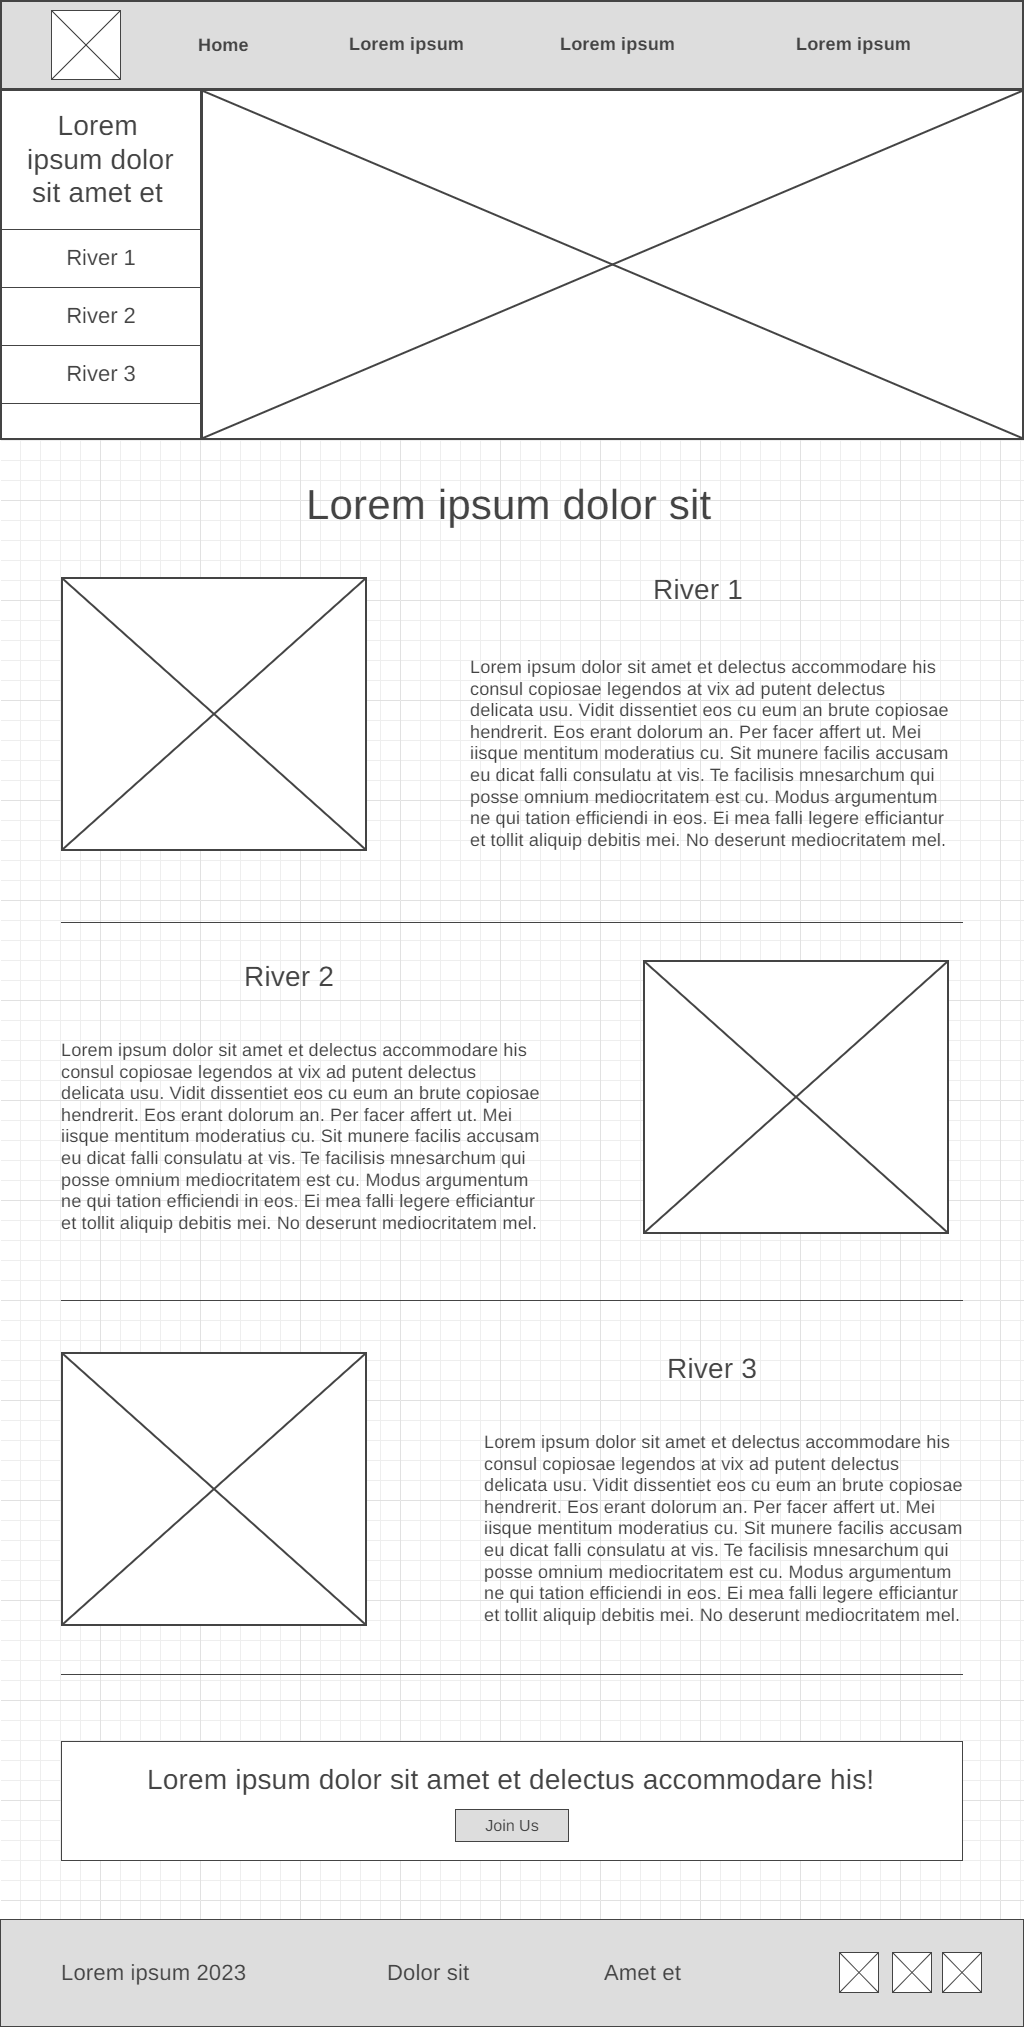 Home
Lorem ipsum
Lorem ipsum
Lorem ipsum
Lorem
ipsum dolor
sit amet et
River 1
River 2
River 3
Lorem ipsum dolor sit
River 1
Lorem ipsum dolor sit amet et delectus accommodare his
consul copiosae legendos at vix ad putent delectus
delicata usu. Vidit dissentiet eos cu eum an brute copiosae
hendrerit. Eos erant dolorum an. Per facer affert ut. Mei
iisque mentitum moderatius cu. Sit munere facilis accusam
eu dicat falli consulatu at vis. Te facilisis mnesarchum qui
posse omnium mediocritatem est cu. Modus argumentum
ne qui tation efficiendi in eos. Ei mea falli legere efficiantur
et tollit aliquip debitis mei. No deserunt mediocritatem mel.
River 2
Lorem ipsum dolor sit amet et delectus accommodare his
consul copiosae legendos at vix ad putent delectus
delicata usu. Vidit dissentiet eos cu eum an brute copiosae
hendrerit. Eos erant dolorum an. Per facer affert ut. Mei
iisque mentitum moderatius cu. Sit munere facilis accusam
eu dicat falli consulatu at vis. Te facilisis mnesarchum qui
posse omnium mediocritatem est cu. Modus argumentum
ne qui tation efficiendi in eos. Ei mea falli legere efficiantur
et tollit aliquip debitis mei. No deserunt mediocritatem mel.
River 3
Lorem ipsum dolor sit amet et delectus accommodare his
consul copiosae legendos at vix ad putent delectus
delicata usu. Vidit dissentiet eos cu eum an brute copiosae
hendrerit. Eos erant dolorum an. Per facer affert ut. Mei
iisque mentitum moderatius cu. Sit munere facilis accusam
eu dicat falli consulatu at vis. Te facilisis mnesarchum qui
posse omnium mediocritatem est cu. Modus argumentum
ne qui tation efficiendi in eos. Ei mea falli legere efficiantur
et tollit aliquip debitis mei. No deserunt mediocritatem mel.
Lorem ipsum dolor sit amet et delectus accommodare his!
Join Us
Lorem ipsum 2023
Dolor sit
Amet et